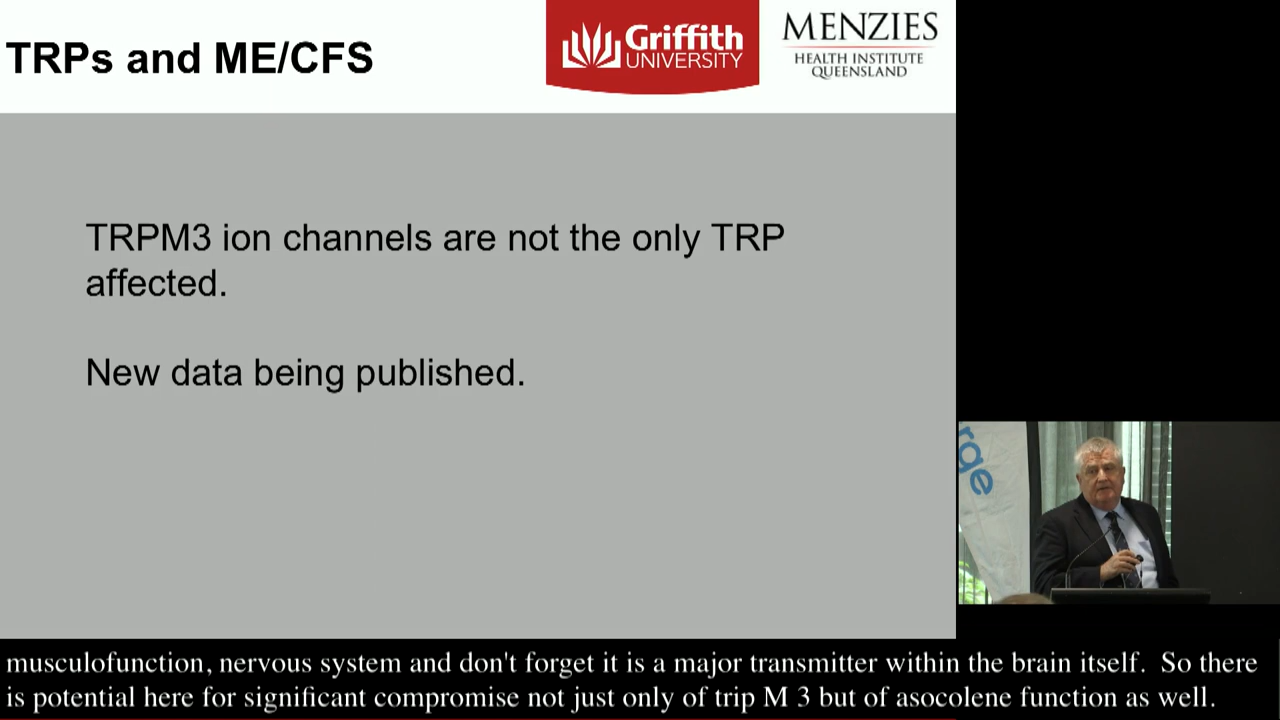 TRPs and ME/CFS
Griffith
UNIVERSITY
MENZIES
HEALTH INSTITUTE
QUEENSLAND
TRPM3 ion channels are not the only TRP
affected.
New data being published.
rge
musculofunction, nervous system and don't forget it is a major transmitter within the brain itself.  So there
is potential here for significant compromise not just only of trip M 3 but of asocolene function as well.